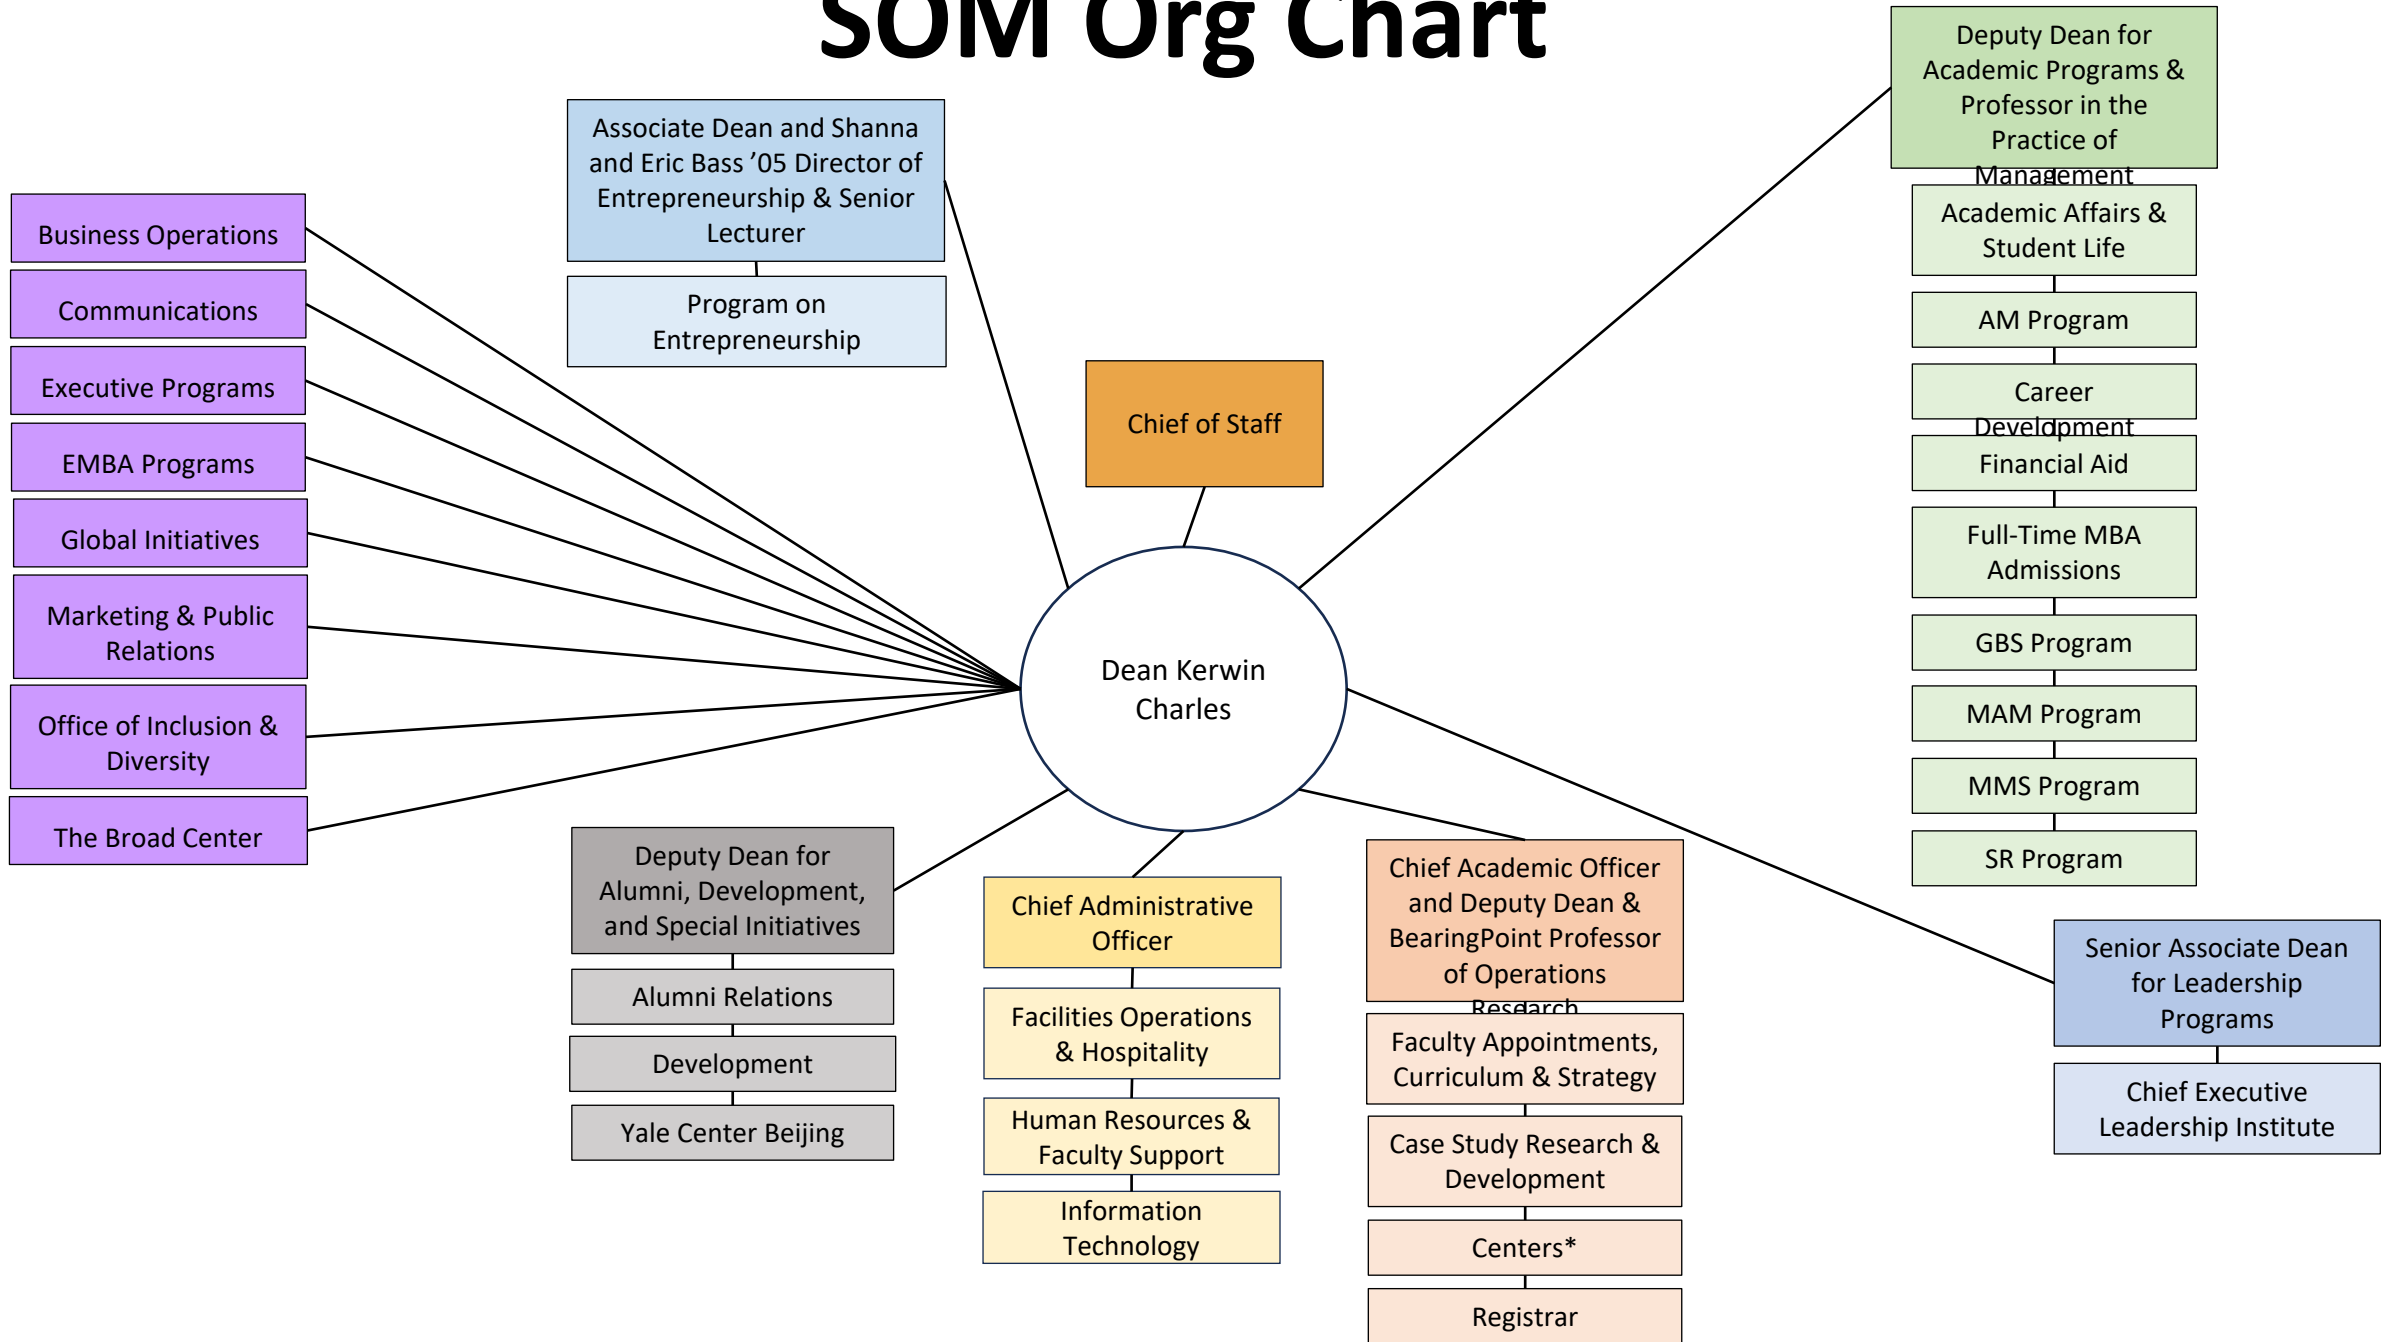 SOM Org Chart
Deputy Dean for
Academic Programs &
Professor in the
Practice of
Management
Academic Affairs &
Student Life
AM Program
Career
Development
Financial Aid
Full-Time MBA
Admissions
GBS Program
MAM Program
MMS Program
SR Program
Associate Dean and Shanna
and Eric Bass ’05 Director of
Entrepreneurship & Senior
Lecturer
Program on
Entrepreneurship
Business Operations
Communications
Executive Programs
EMBA Programs
Global Initiatives
Marketing & Public
Relations
Office of Inclusion &
Diversity
The Broad Center
Chief of Staff
Dean Kerwin
Charles
Deputy Dean for
Alumni, Development,
and Special Initiatives
Alumni Relations
Development
Yale Center Beijing
Chief Administrative
Officer
Facilities Operations
& Hospitality
Human Resources &
Faculty Support
Information
Technology
Chief Academic Officer
and Deputy Dean &
BearingPoint Professor
of Operations
Research
Faculty Appointments,
Curriculum & Strategy
Case Study Research &
Development
Centers*
Registrar
Senior Associate Dean
for Leadership
Programs
Chief Executive
Leadership Institute